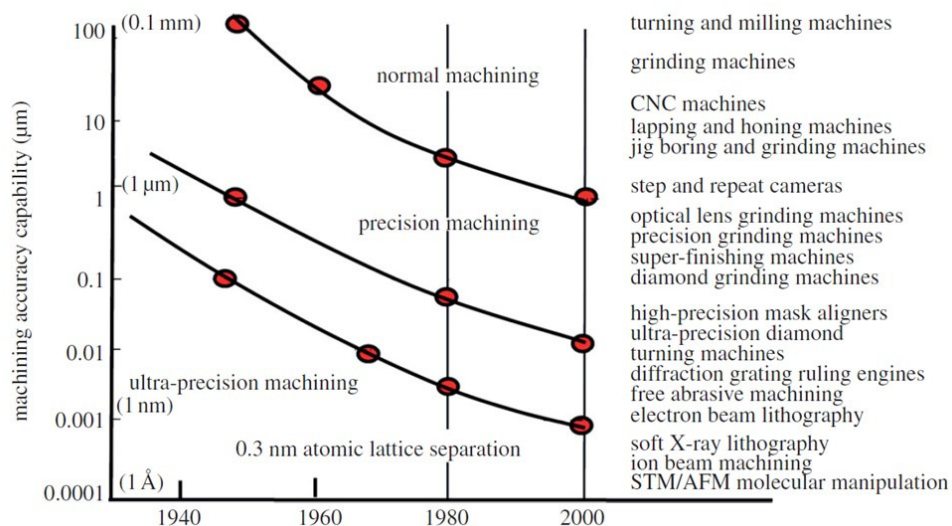 machining accuracy capability (μm)
100
10
1
0.1
0.01
0.001
0.0001
(0.1 mm)
(1 μm)
(1 nm)
(1 Å)
normal machining
precision machining
ultra-precision machining
0.3 nm atomic lattice separation
1940
1960
1980
2000
turning and milling machines
grinding machines
CNC machines
lapping and honing machines
jig boring and grinding machines
step and repeat cameras
optical lens grinding machines
precision grinding machines
super-finishing machines
diamond grinding machines
high-precision mask aligners
ultra-precision diamond
turning machines
diffraction grating ruling engines
free abrasive machining
electron beam lithography
soft X-ray lithography
ion beam machining
STM/AFM molecular manipulation